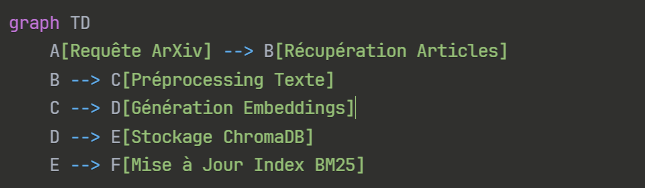 graph TD
A[Requête ArXiv] --> B[Récupération Articles]
B --> C[Préprocessing Texte]
C --> D[Génération Embeddings]
D --> E[Stockage ChromaDB]
E --> F[Mise à Jour Index BM25]